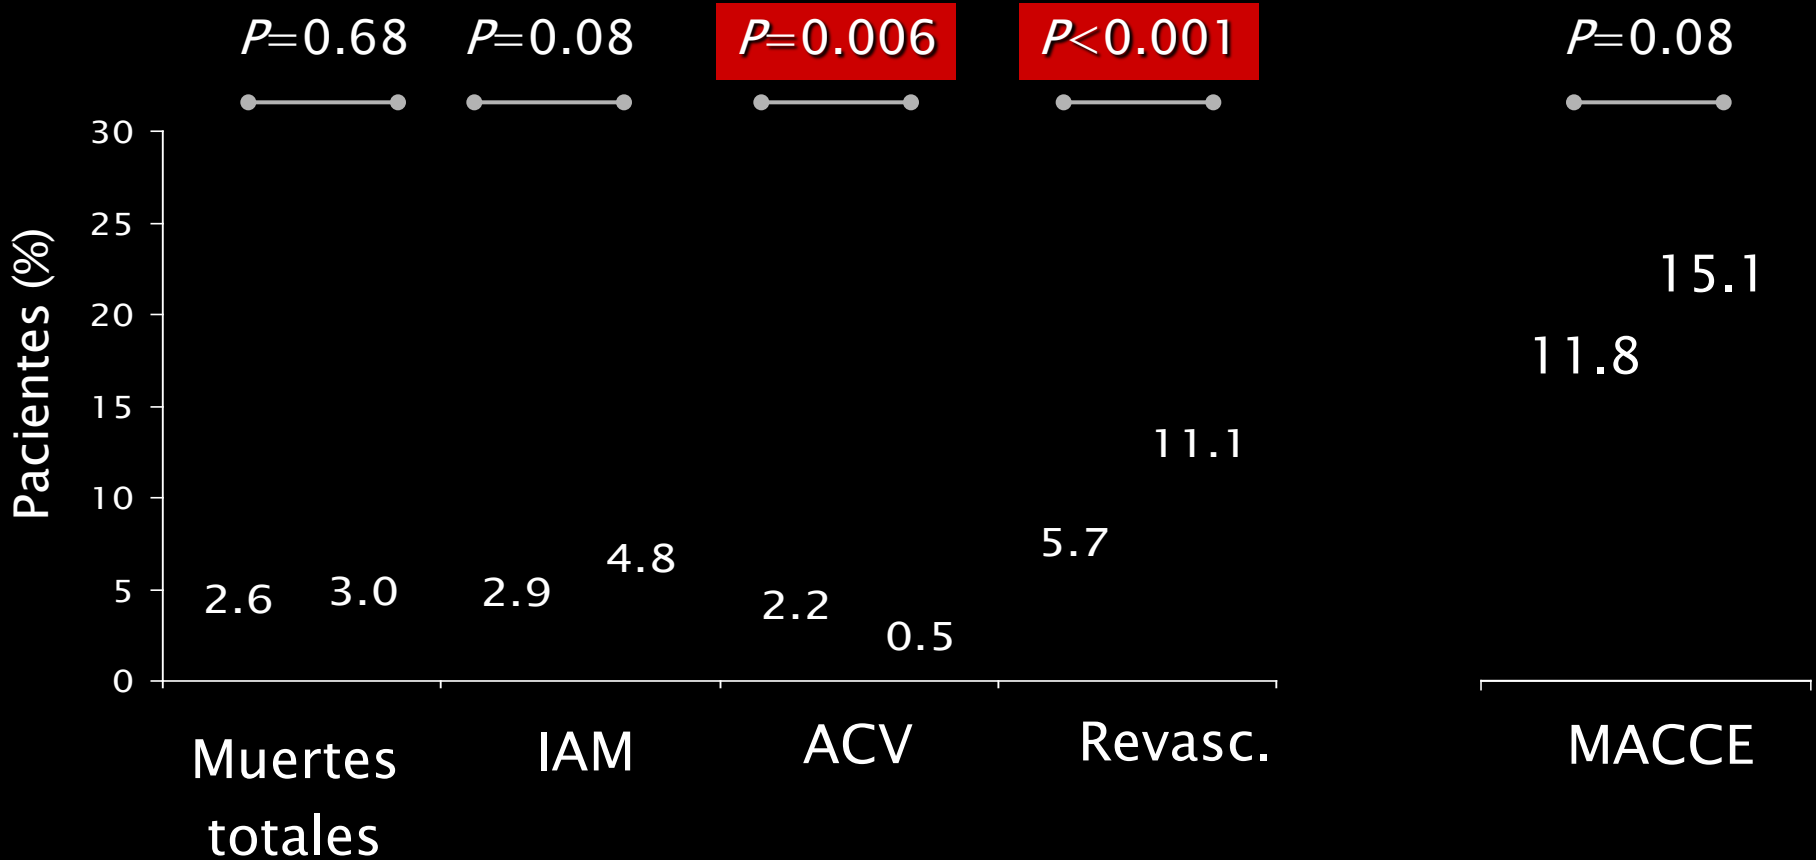 P=0.68 P=0.08 P=0.006 P<0.001 P=0.08
Pacientes (%)
30
25
20
15
10
5
0
2.6 3.0 2.9 4.8 2.2 0.5 5.7 11.1 11.8 15.1
Muertes
totales
IAM
ACV
Revasc.
MACCE